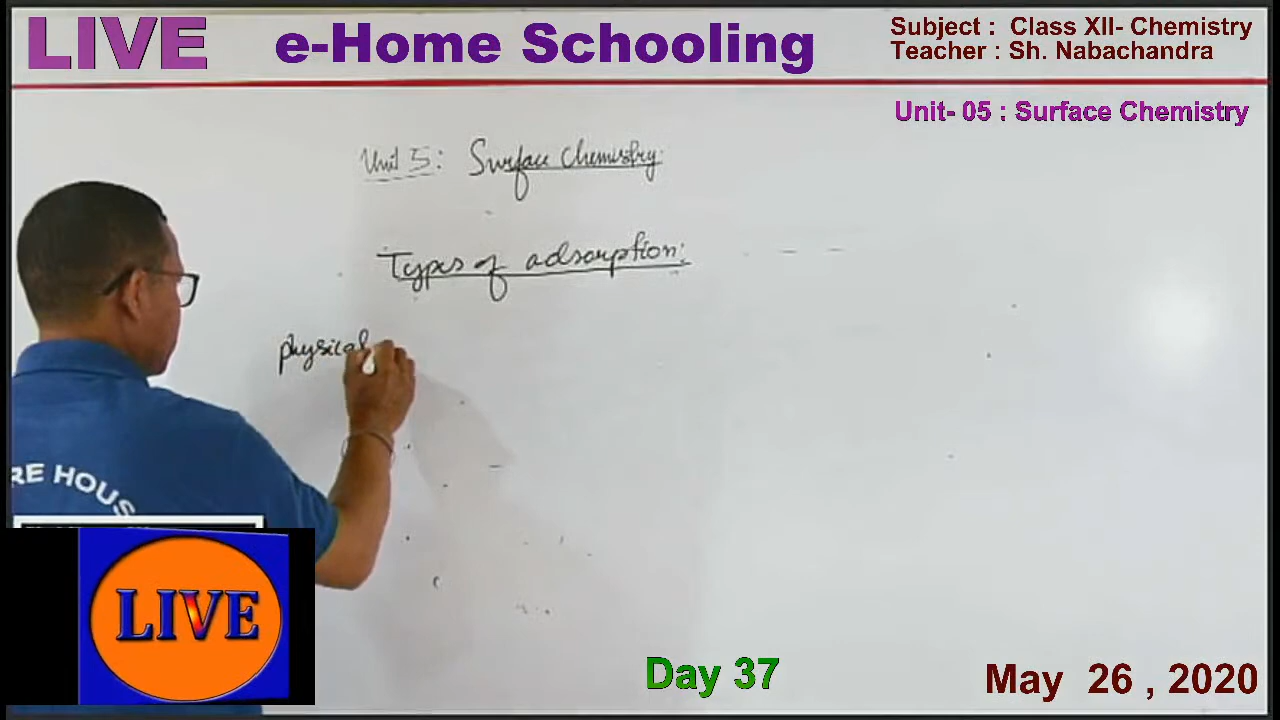 LIVE
e-Home Schooling
Subject : Class XII- Chemistry
Teacher : Sh. Nabachandra
Unit- 05 : Surface Chemistry
Unit 5 : Surface Chemistry.
Types of adsorption:
physical
RE HOUS
LIVE
Day 37
May 26 , 2020